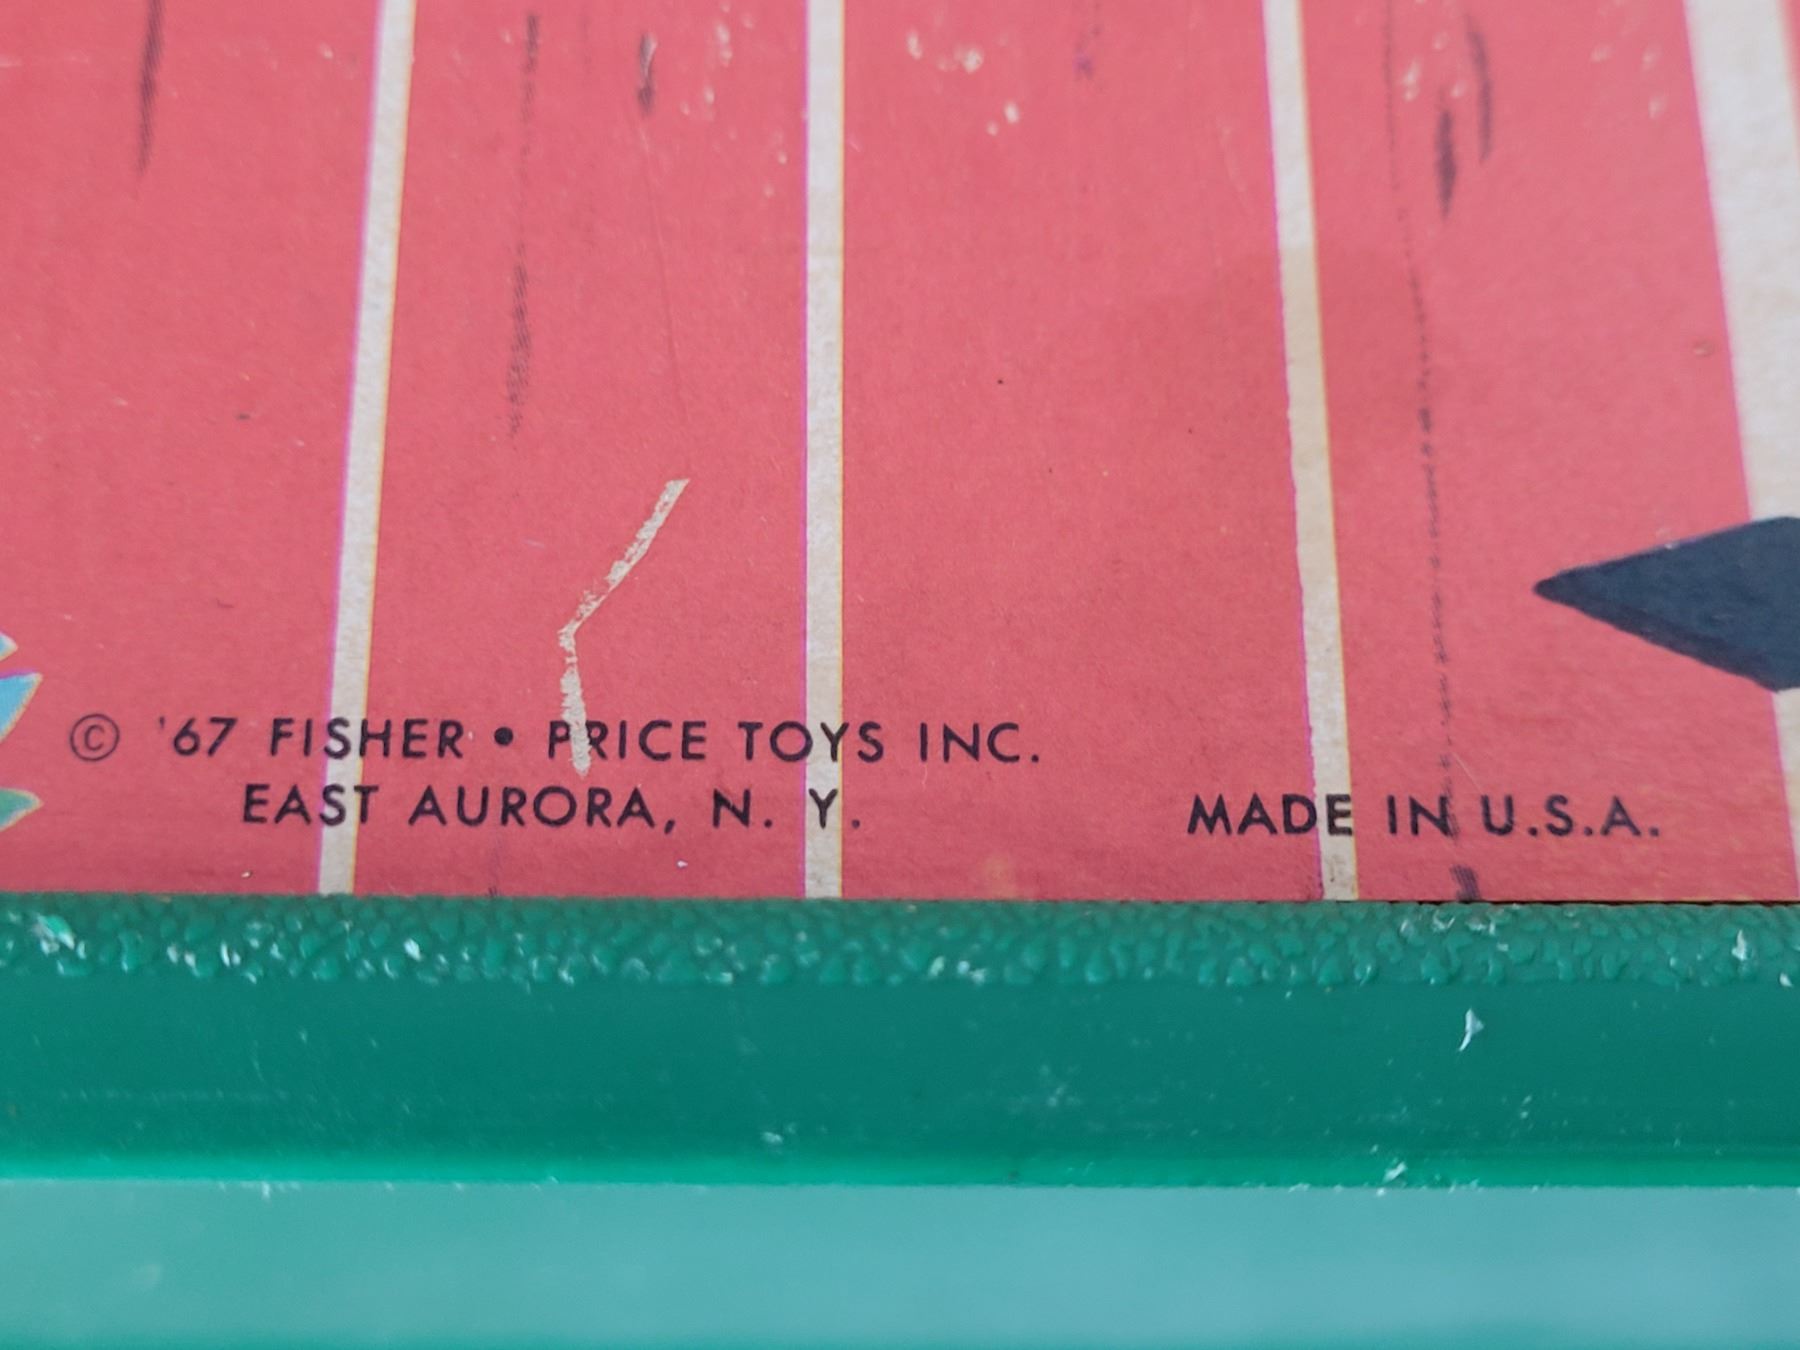 © '67 FISHER • PRICE TOYS INC.
EAST AURORA, N. Y.
MADE IN U.S.A.